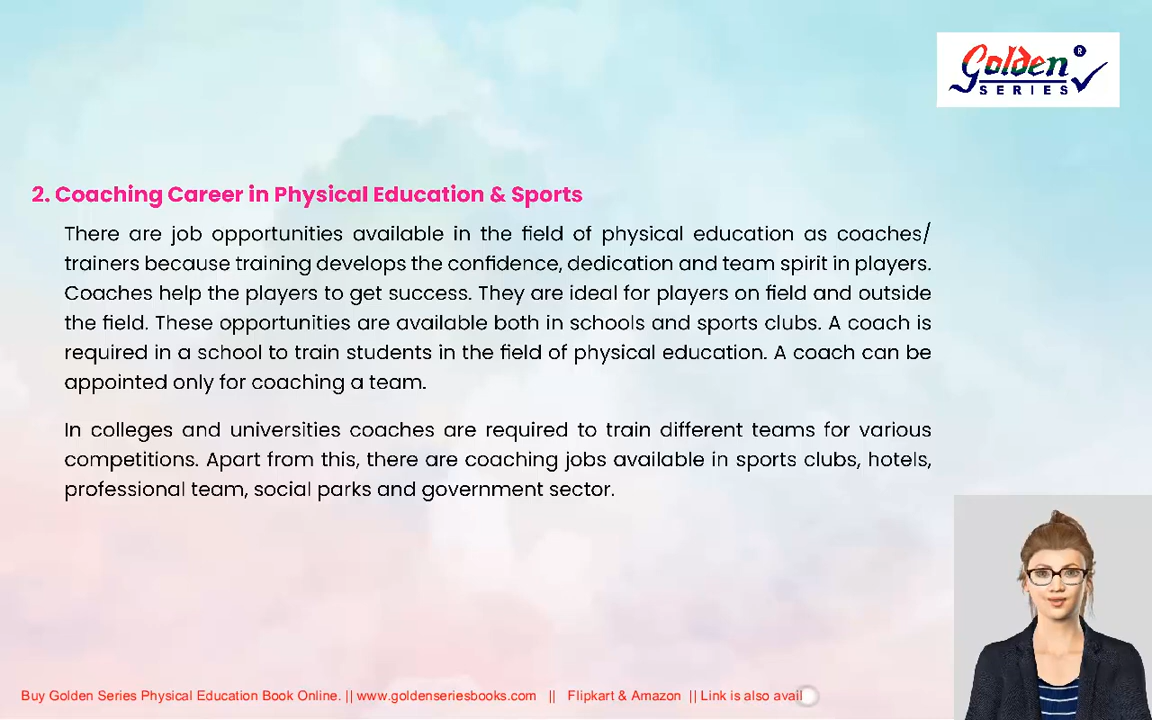 Golden®
SERIES
2. Coaching Career in Physical Education & Sports
There are job opportunities available in the field of physical education as coaches/
trainers because training develops the confidence, dedication and team spirit in players.
Coaches help the players to get success. They are ideal for players on field and outside
the field. These opportunities are available both in schools and sports clubs. A coach is
required in a school to train students in the field of physical education. A coach can be
appointed only for coaching a team.
In colleges and universities coaches are required to train different teams for various
competitions. Apart from this, there are coaching jobs available in sports clubs, hotels,
professional team, social parks and government sector.
Buy Golden Series Physical Education Book Online. || www.goldenseriesbooks.com || Flipkart & Amazon || Link is also avail